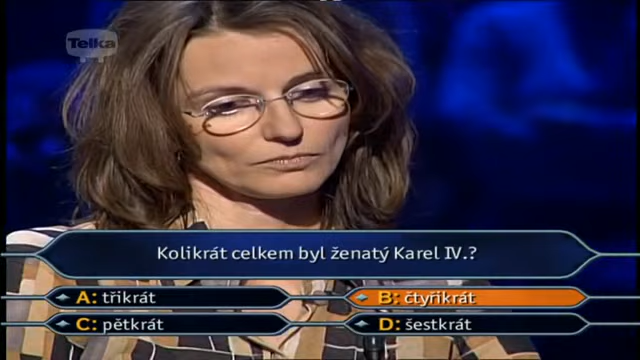 Telka
Kolikrát celkem byl ženatý Karel IV.?
A: třikrát
B: čtyřikrát
C: pětkrát
D: šestkrát